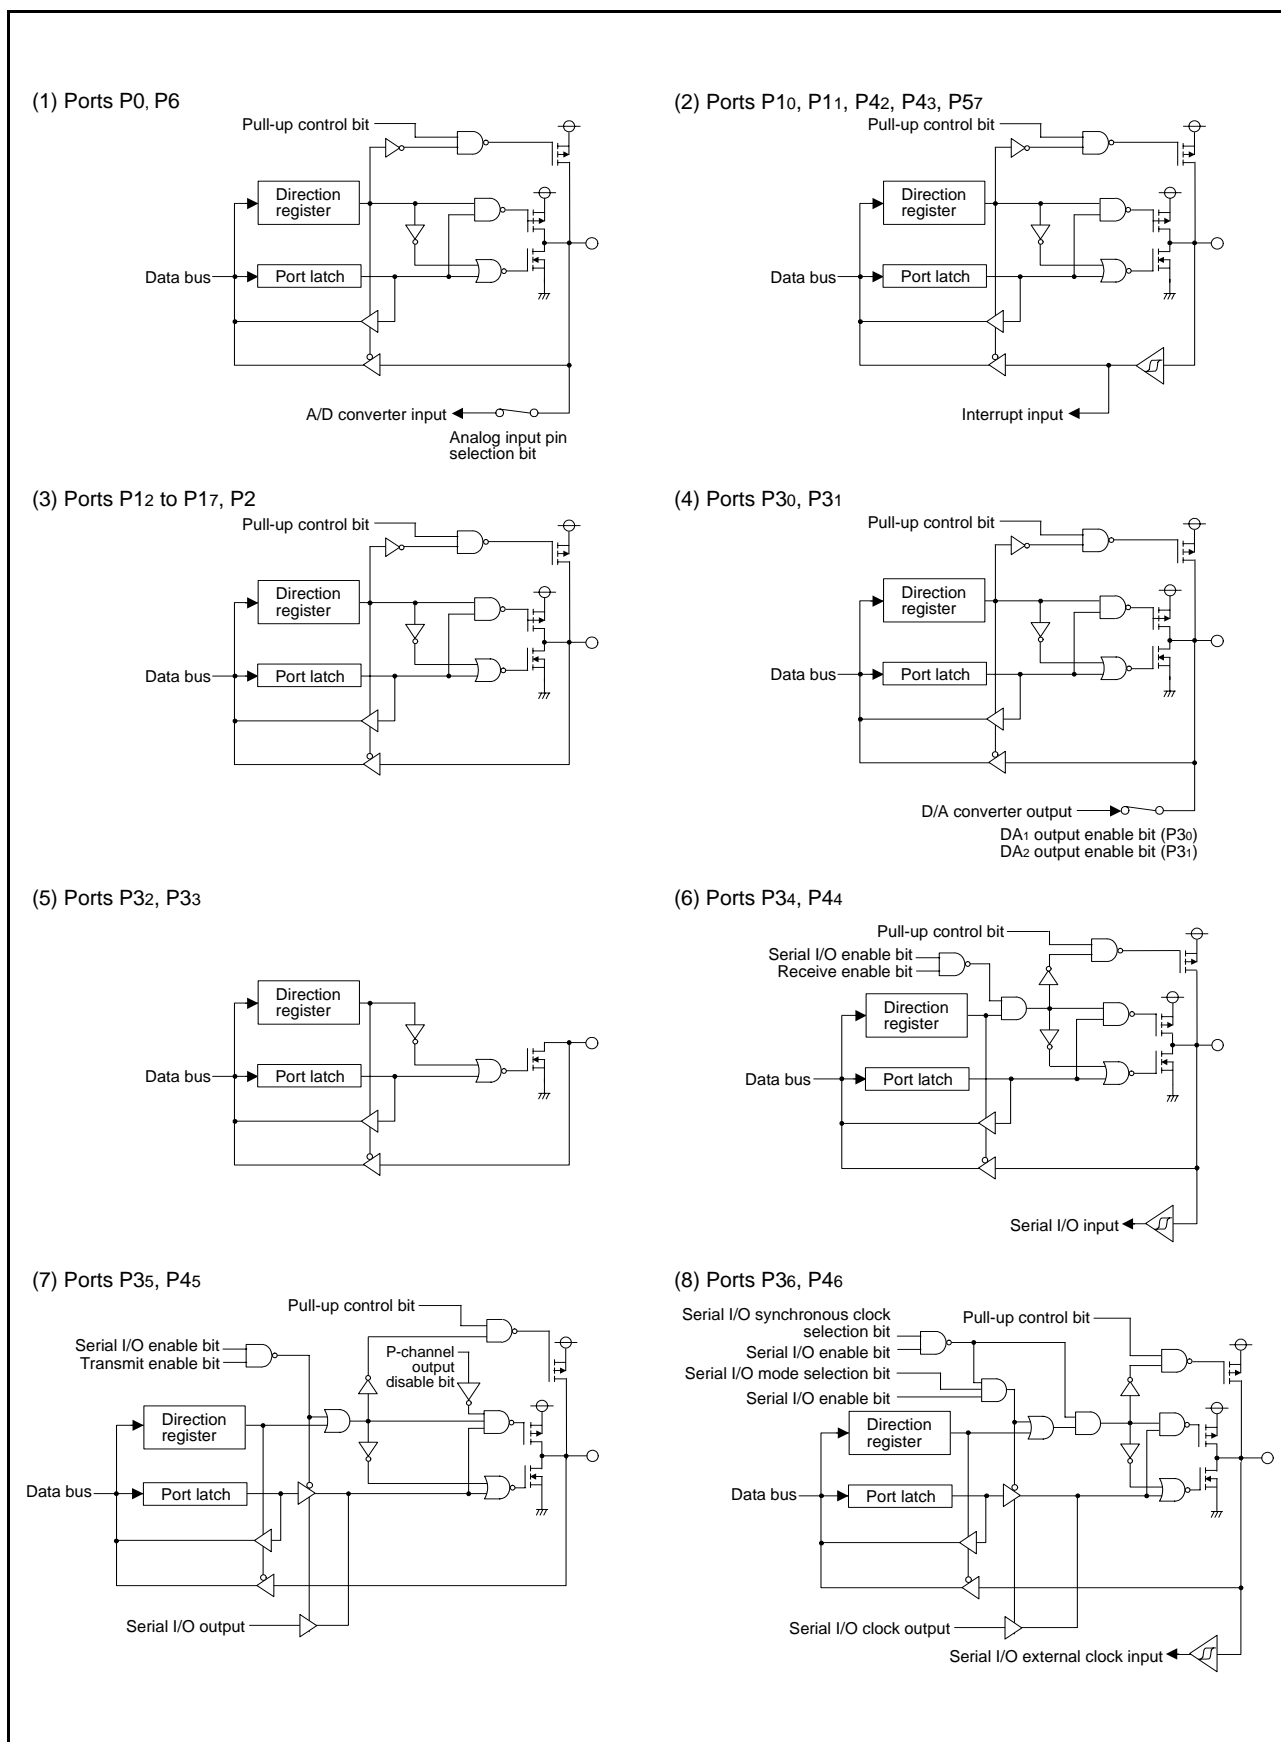 (1) Ports P0, P6
Pull-up control bit
Direction
register
Data bus
Port latch
A/D converter input
Analog input pin
selection bit
(2) Ports P10, P11, P42, P43, P57
Pull-up control bit
Direction
register
Data bus
Port latch
Interrupt input
(3) Ports P12 to P17, P2
Pull-up control bit
Direction
register
Data bus
Port latch
(4) Ports P30, P31
Pull-up control bit
Direction
register
Data bus
Port latch
D/A converter output
DA1 output enable bit (P30)
DA2 output enable bit (P31)
(5) Ports P32, P33
Direction
register
Data bus
Port latch
(6) Ports P34, P44
Pull-up control bit
Serial I/O enable bit
Receive enable bit
Direction
register
Data bus
Port latch
Serial I/O input
(7) Ports P35, P45
Pull-up control bit
Serial I/O enable bit
Transmit enable bit
P-channel
output
disable bit
Direction
register
Data bus
Port latch
Serial I/O output
(8) Ports P36, P46
Serial I/O synchronous clock
selection bit
Serial I/O enable bit
Pull-up control bit
Serial I/O mode selection bit
Serial I/O enable bit
Direction
register
Data bus
Port latch
Serial I/O clock output
Serial I/O external clock input